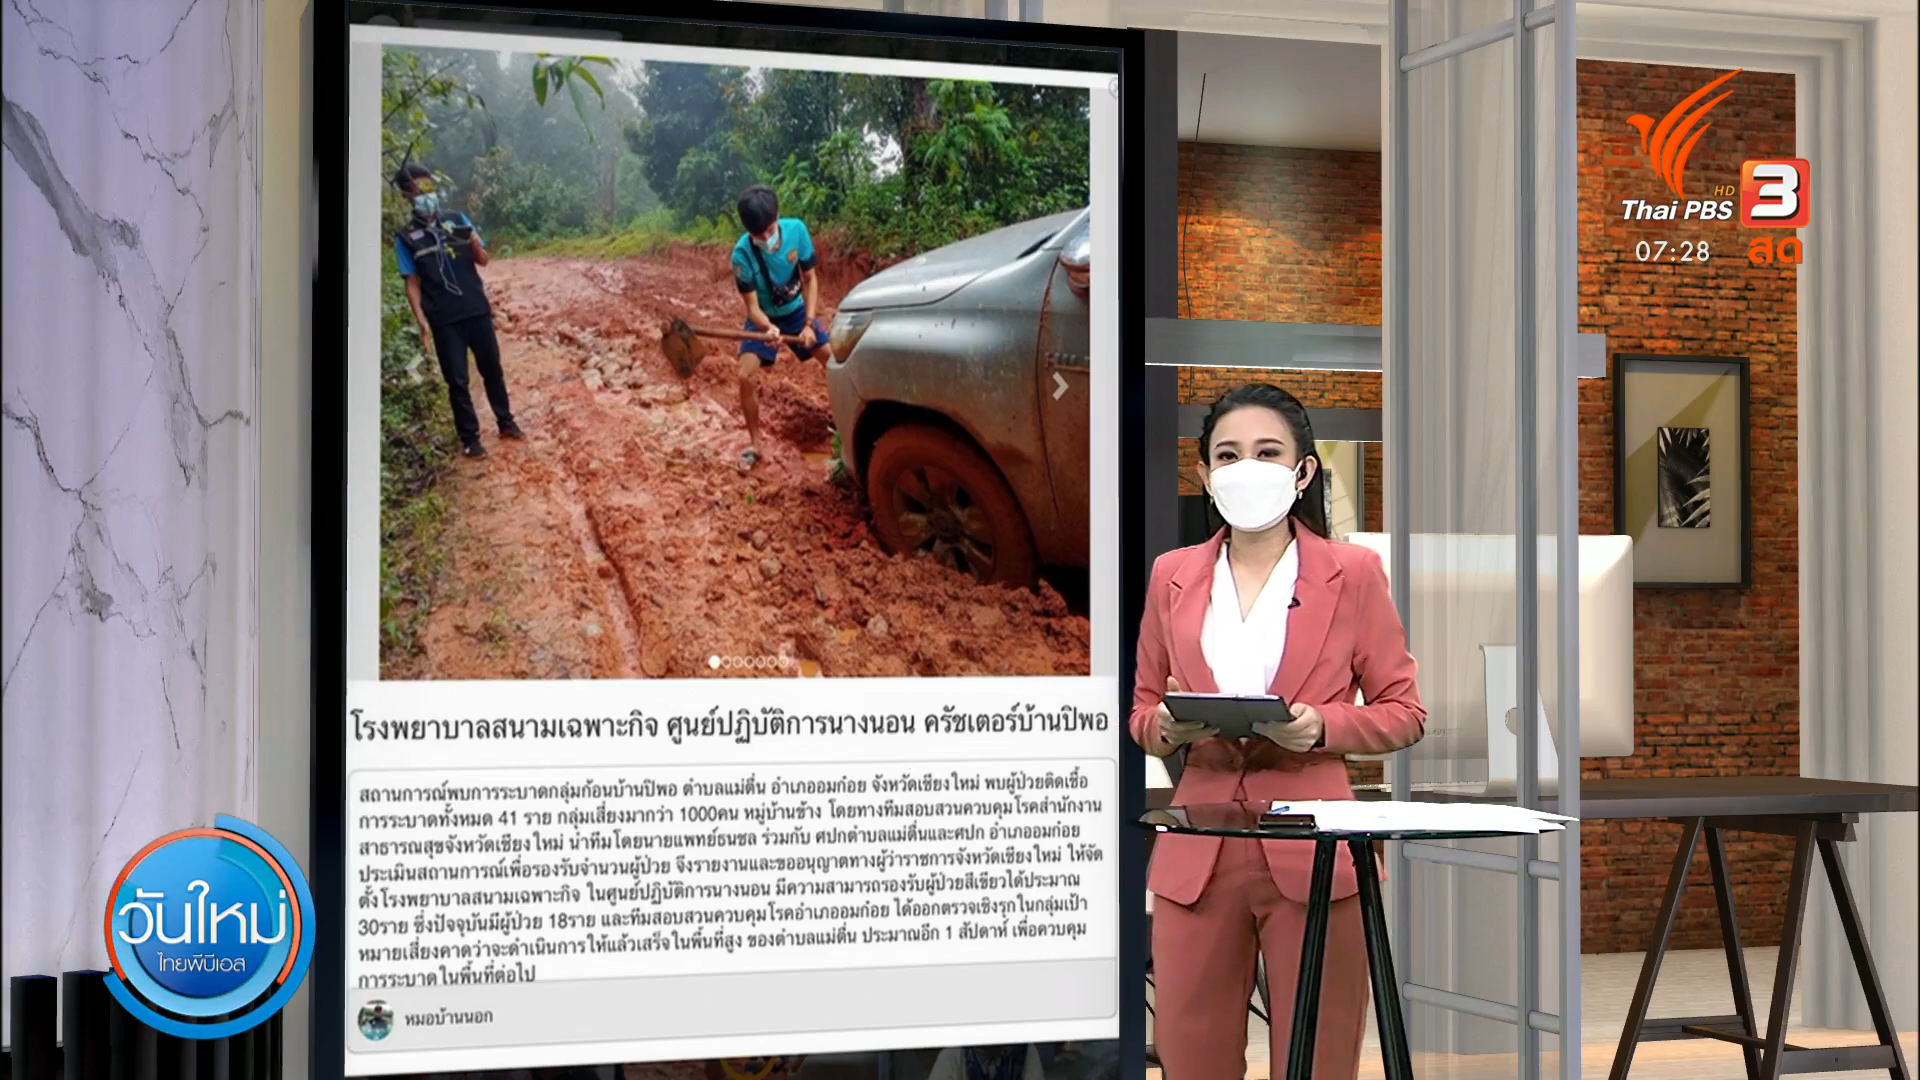 HD
Thai PBS 3
07:28 สด
โรงพยาบาลสนามเฉพาะกิจ ศูนย์ปฏิบัติการนางนอน ครัชเตอร์บ้านปิพอ
สถานการณ์พบการระบาดกลุ่มก้อนบ้านปิพอ ตำบลแม่ตื่น อำเภออมก๋อย จังหวัดเชียงใหม่ พบผู้ป่วยติดเชื้อ
การระบาดทั้งหมด 41 ราย กลุ่มเสี่ยงมากว่า 1000คน หมู่บ้านข้าง โดยทางทีมสอบสวนควบคุมโรคสำนักงาน
สาธารณสุขจังหวัดเชียงใหม่ นำทีมโดยนายแพทย์ธนชล ร่วมกับ ศปกตำบลแม่ตื่นและศปก อำเภออมก๋อย
ประเมินสถานการณ์เพื่อรองรับจำนวนผู้ป่วย จึงรายงานและขออนุญาตทางผู้ว่าราชการจังหวัดเชียงใหม่ ให้จัด
ตั้งโรงพยาบาลสนามเฉพาะกิจ ในศูนย์ปฏิบัติการนางนอน มีความสามารถรองรับผู้ป่วยสีเขียวได้ประมาณ
30ราย ซึ่งปัจจุบันมีผู้ป่วย 18ราย และทีมสอบสวนควบคุมโรคอำเภออมก๋อย ได้ออกตรวจเชิงรุกในกลุ่มเป้า
หมายเสี่ยงคาดว่าจะดำเนินการให้แล้วเสร็จในพื้นที่สูง ของตำบลแม่ตื่น ประมาณอีก 1 สัปดาห์ เพื่อควบคุม
การระบาดในพื้นที่ต่อไป
หมอบ้านนอก
วันใหม่
ไทยพีบีเอส